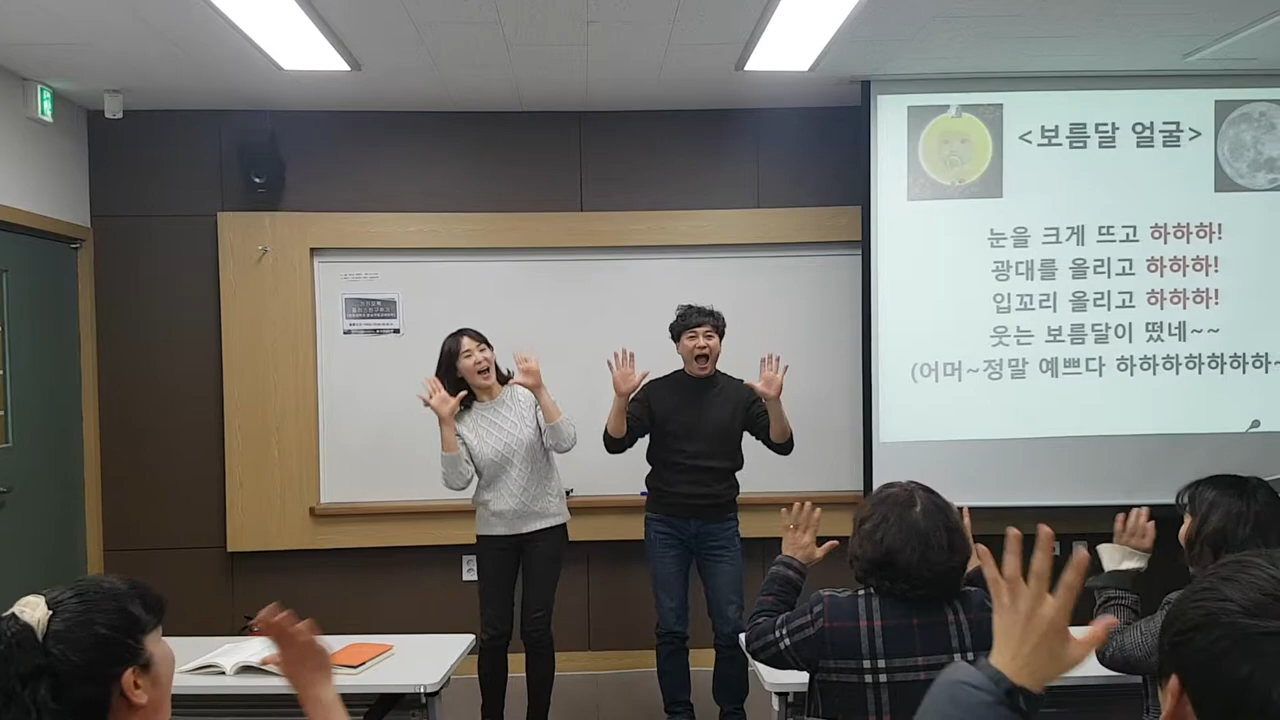 <보름달 얼굴>
눈을 크게 뜨고 하하하!
광대를 올리고 하하하!
입꼬리 올리고 하하하!
웃는 보름달이 떴네~~
(어머~정말 예쁘다 하하하하하하하~